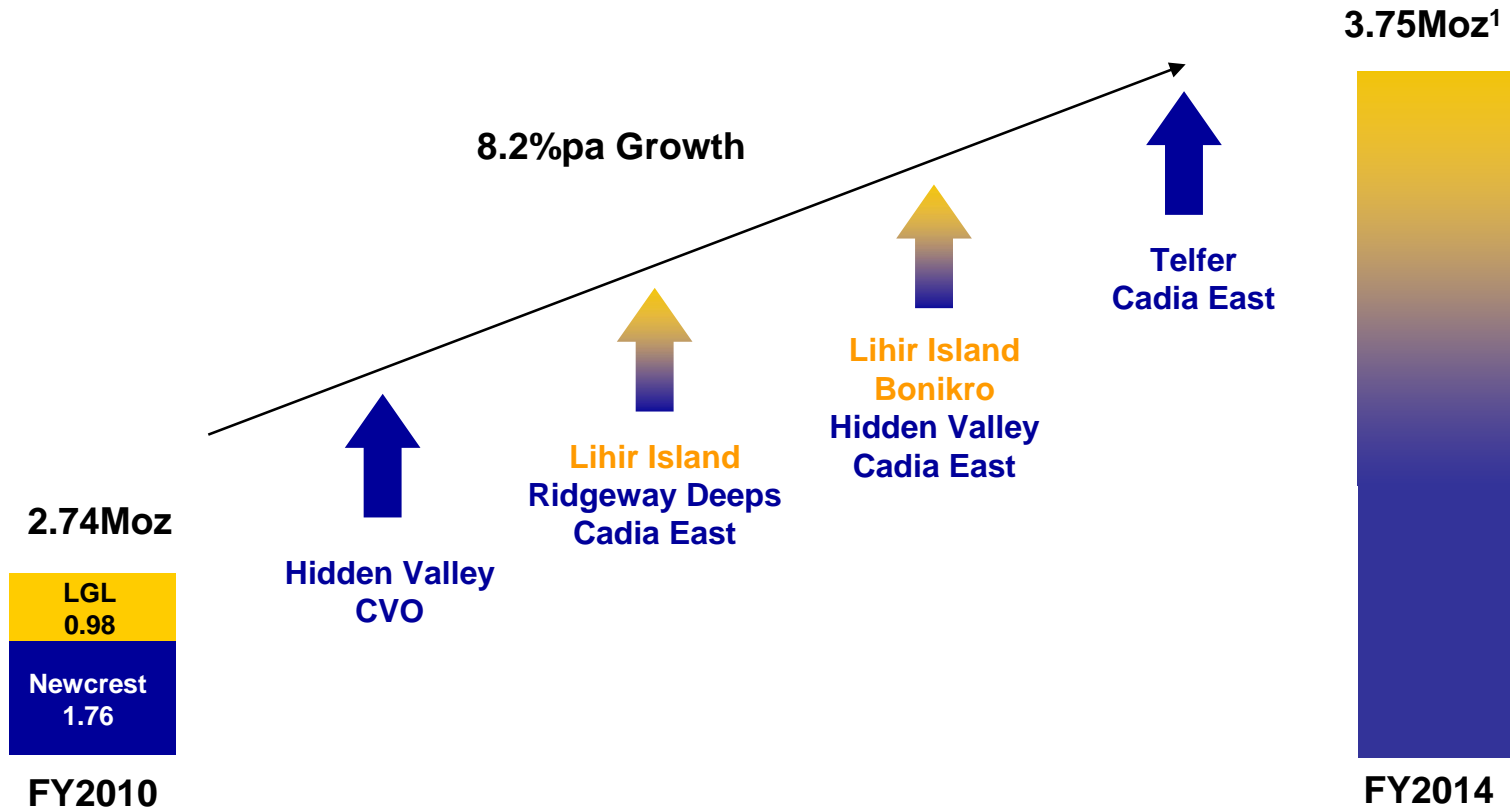 3.75Moz¹
8.2%pa Growth
Telfer
Cadia East
Lihir Island
Bonikro
Hidden Valley
Cadia East
Lihir Island
Ridgeway Deeps
Cadia East
Hidden Valley
CVO
2.74Moz
LGL
0.98
Newcrest
1.76
FY2010
FY2014